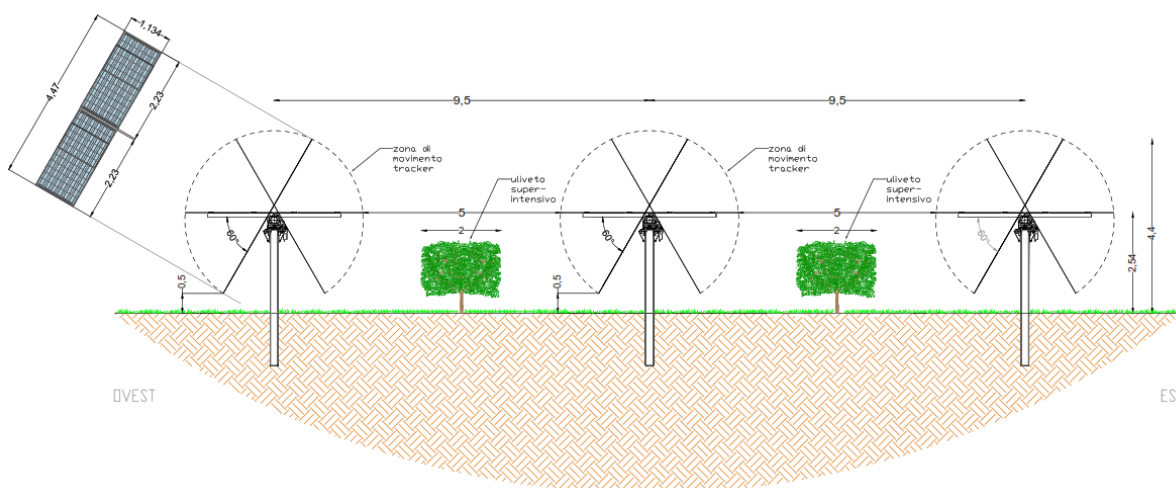 1,134
4,47
2,23
2,23
9,5
9,5
zona di
movimento
tracker
zona di
movimento
tracker
uliveto
super-
intensivo
uliveto
super-
intensivo
5
5
2
2
60°
60°
60°
0,5
0,5
2,54
4,4
OVEST
ES